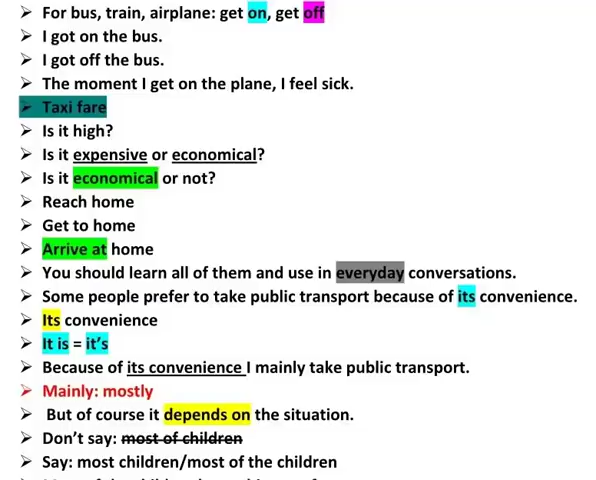 ➢ For bus, train, airplane: get on, get off
➢ I got on the bus.
➢ I got off the bus.
➢ The moment I get on the plane, I feel sick.
➢ Taxi fare
➢ Is it high?
➢ Is it expensive or economical?
➢ Is it economical or not?
➢ Reach home
➢ Get to home
➢ Arrive at home
➢ You should learn all of them and use in everyday conversations.
➢ Some people prefer to take public transport because of its convenience.
➢ Its convenience
➢ It is = it’s
➢ Because of its convenience I mainly take public transport.
➢ Mainly: mostly
➢ But of course it depends on the situation.
➢ Don’t say: most of children
➢ Say: most children/most of the children